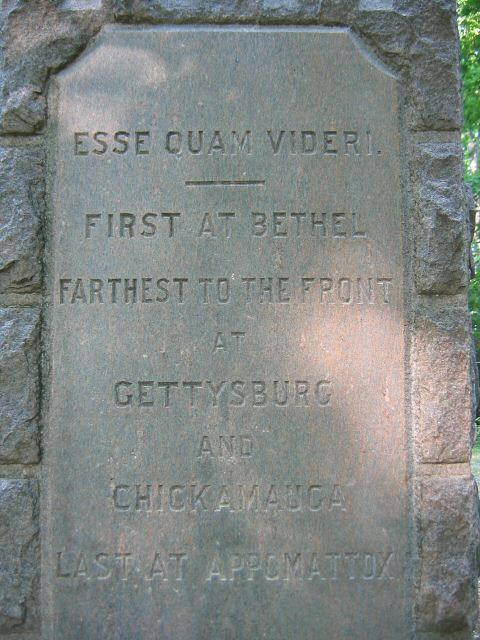 ESSE QUAM VIDERI.
FIRST AT BETHEL
FARTHEST TO THE FRONT
AT
GETTYSBURG
AND
CHICKAMAUGA
LAST AT APPOMATTOX